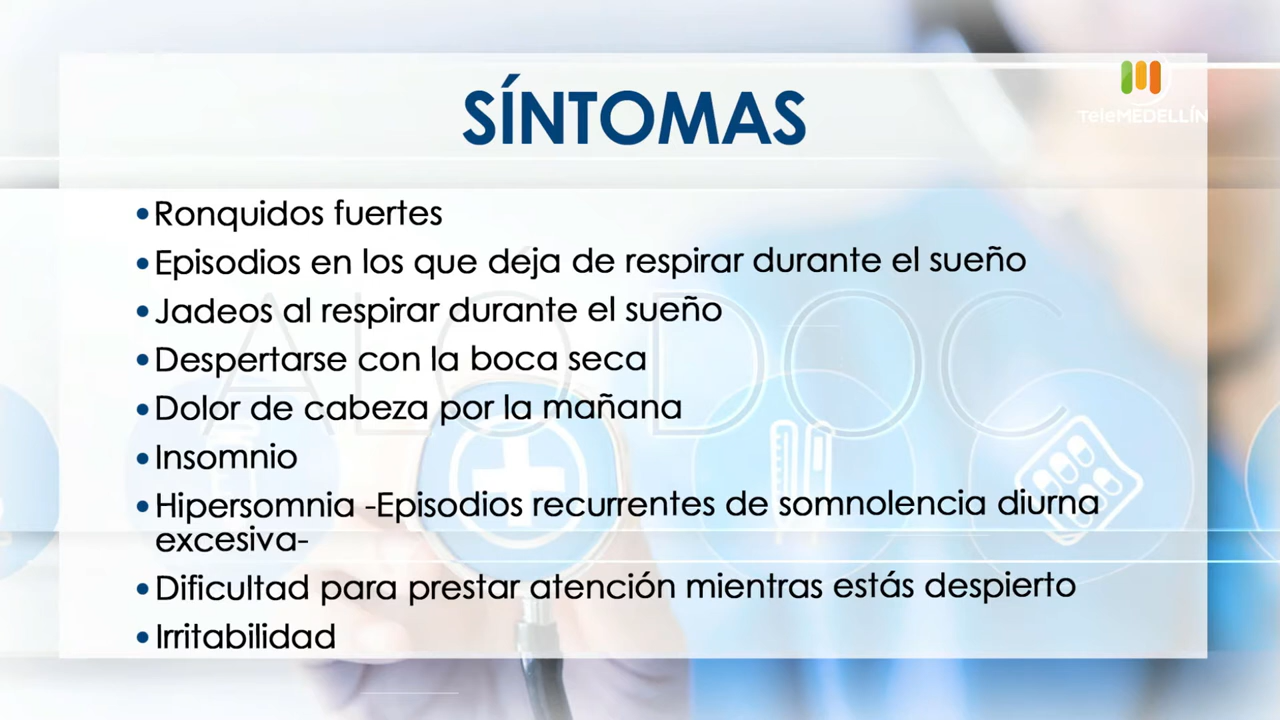 SÍNTOMAS
TeleMEDELLÍN
•Ronquidos fuertes
•Episodios en los que deja de respirar durante el sueño
•Jadeos al respirar durante el sueño
•Despertarse con la boca seca
•Dolor de cabeza por la mañana
•Insomnio
•Hipersomnia -Episodios recurrentes de somnolencia diurna
excesiva-
•Dificultad para prestar atención mientras estás despierto
•Irritabilidad
ALÓ DOC